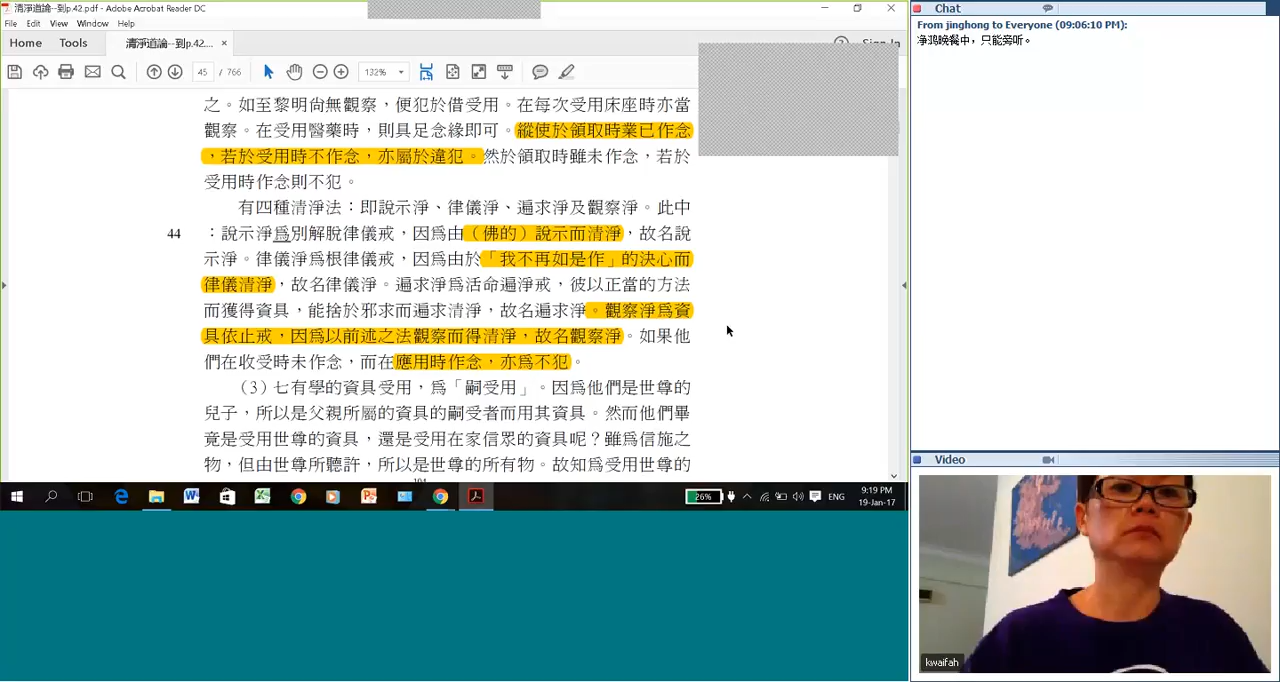 清淨道論--到p.42.pdf - Adobe Acrobat Reader DC
File Edit View Window Help
Home Tools 清淨道論--到p.42.... × Sign In
45 / 766 132%
之。如至黎明尚無觀察，便犯於借受用。在每次受用床座時亦當
觀察。在受用醫藥時，則具足念緣即可。縱使於領取時業已作念
，若於受用時不作念，亦屬於違犯。然於領取時雖未作念，若於
受用時作念則不犯。
有四種清淨法：即說示淨、律儀淨、遍求淨及觀察淨。此中
44 ：說示淨爲別解脫律儀戒，因爲由（佛的）說示而清淨，故名說
示淨。律儀淨爲根律儀戒，因爲由於「我不再如是作」的決心而
律儀清淨，故名律儀淨。遍求淨爲活命遍淨戒，彼以正當的方法
而獲得資具，能捨於邪求而遍求清淨，故名遍求淨。觀察淨爲資
具依止戒，因爲以前述之法觀察而得清淨，故名觀察淨。如果他
們在收受時未作念，而在應用時作念，亦爲不犯。
（3）七有學的資具受用，爲「嗣受用」。因爲他們是世尊的
兒子，所以是父親所屬的資具的嗣受者而用其資具。然而他們畢
竟是受用世尊的資具，還是受用在家信眾的資具呢？雖爲信施之
物，但由世尊所聽許，所以是世尊的所有物。故知爲受用世尊的
26% ENG 9:19 PM
19-Jan-17
Chat
From jinghong to Everyone (09:06:10 PM):
净鸿晚餐中，只能旁听。
Video
kwaifah